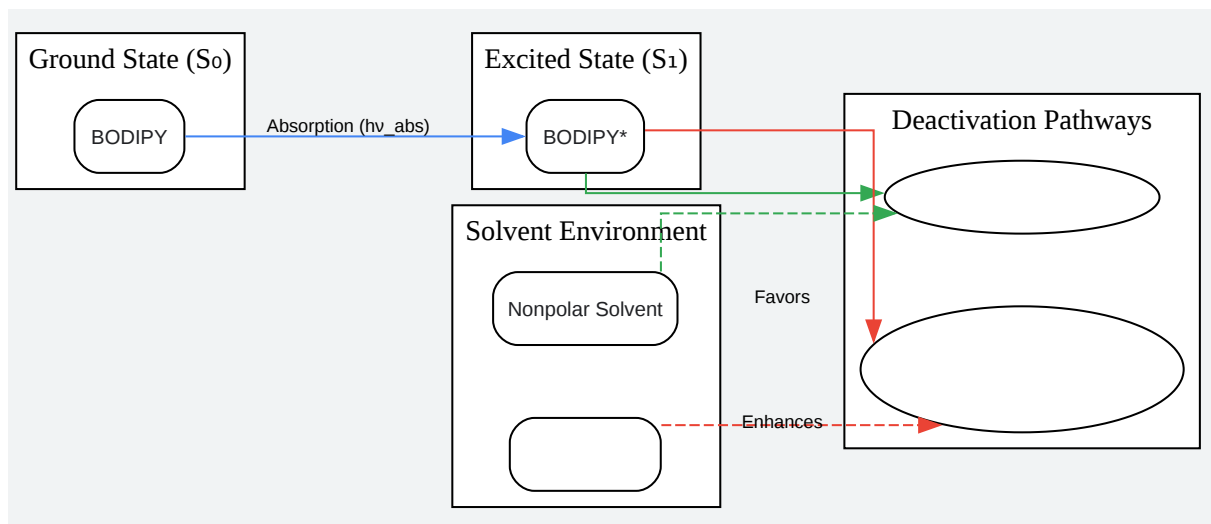 Ground State (S₀)
BODIPY
Absorption (hν_abs)
Excited State (S₁)
BODIPY*
Deactivation Pathways
Solvent Environment
Nonpolar Solvent
Favors
Enhances